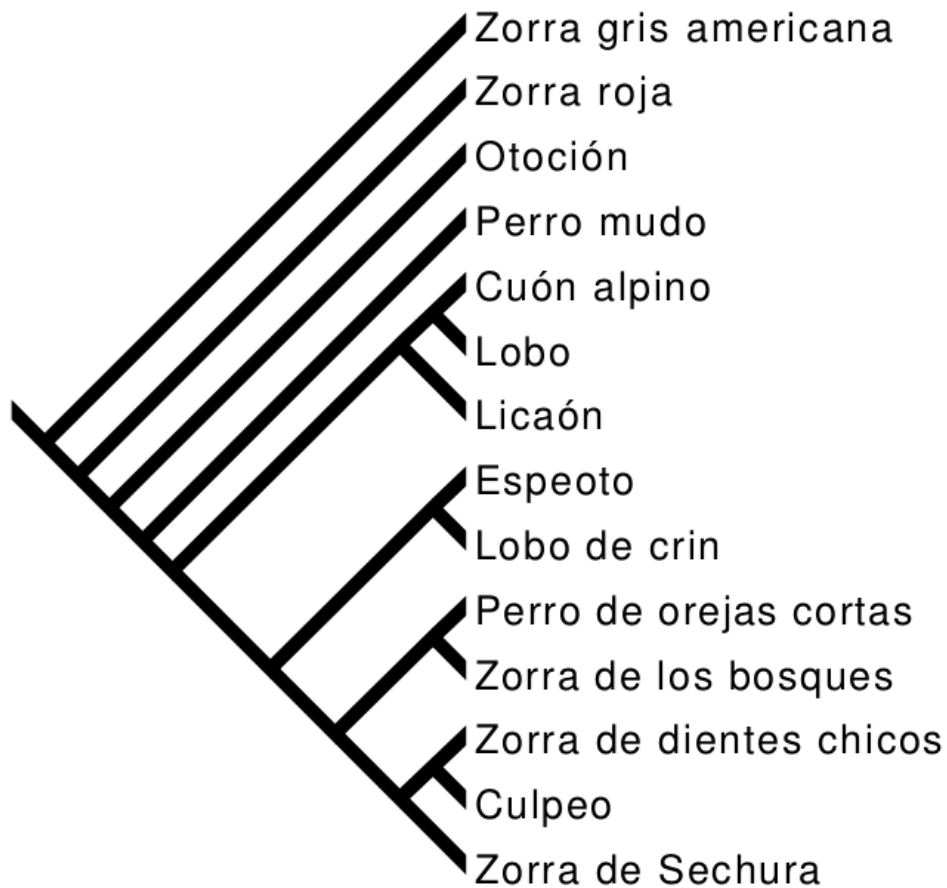 Zorra gris americana
Zorra roja
Otoción
Perro mudo
Cuón alpino
Lobo
Licaón
Espeoto
Lobo de crin
Perro de orejas cortas
Zorra de los bosques
Zorra de dientes chicos
Culpeo
Zorra de Sechura